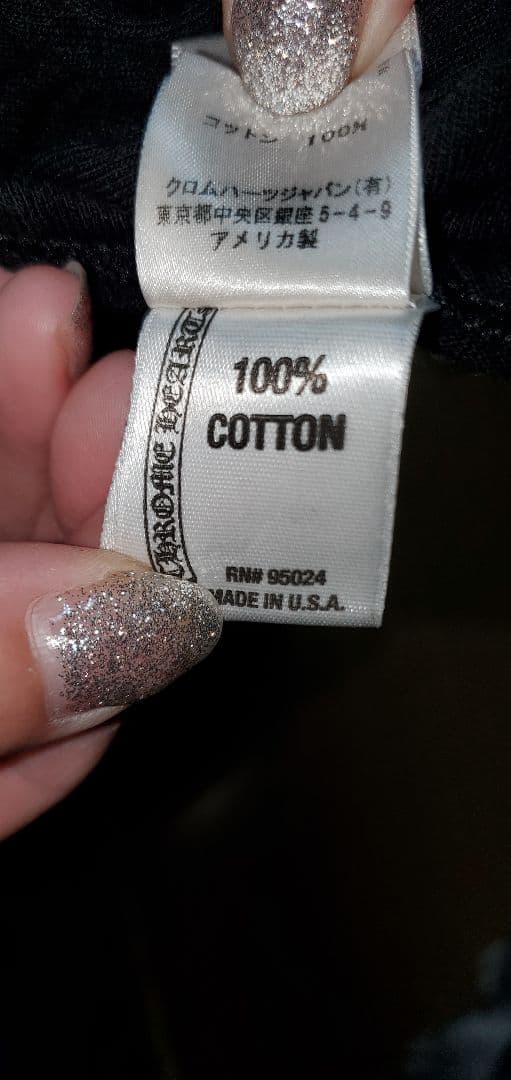 コットン 100%
クロムハーツジャパン(有)
東京都中央区銀座5-4-9
アメリカ製
CHROME HEARTS
100%
COTTON
RN# 95024
MADE IN U.S.A.